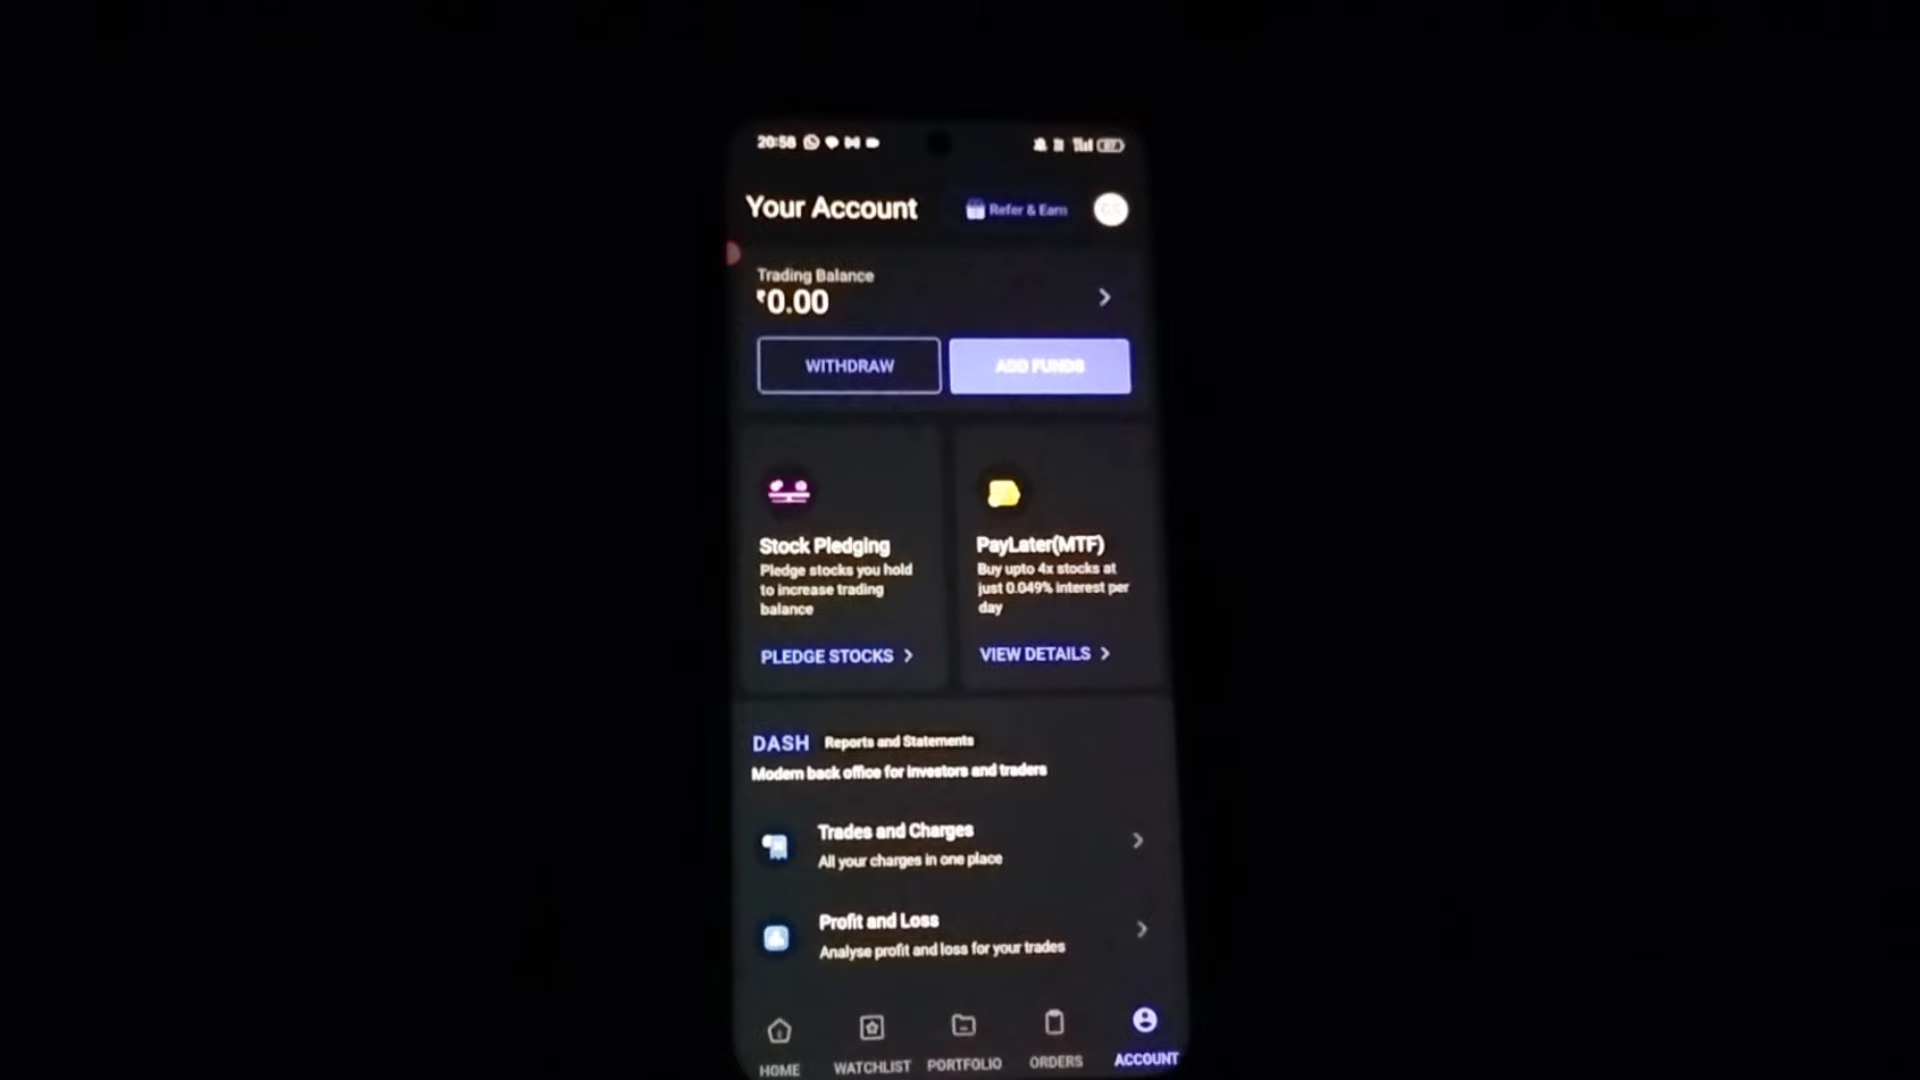 20:58
Your Account
Refer & Earn
Trading Balance
₹0.00
WITHDRAW
ADD FUNDS
Stock Pledging
Pledge stocks you hold
to increase trading
balance
PLEDGE STOCKS
PayLater(MTF)
Buy upto 4x stocks at
just 0.049% interest per
day
VIEW DETAILS
DASH Reports and Statements
Modern back office for investors and traders
Trades and Charges
All your charges in one place
Profit and Loss
Analyse profit and loss for your trades
HOME
WATCHLIST
PORTFOLIO
ORDERS
ACCOUNT